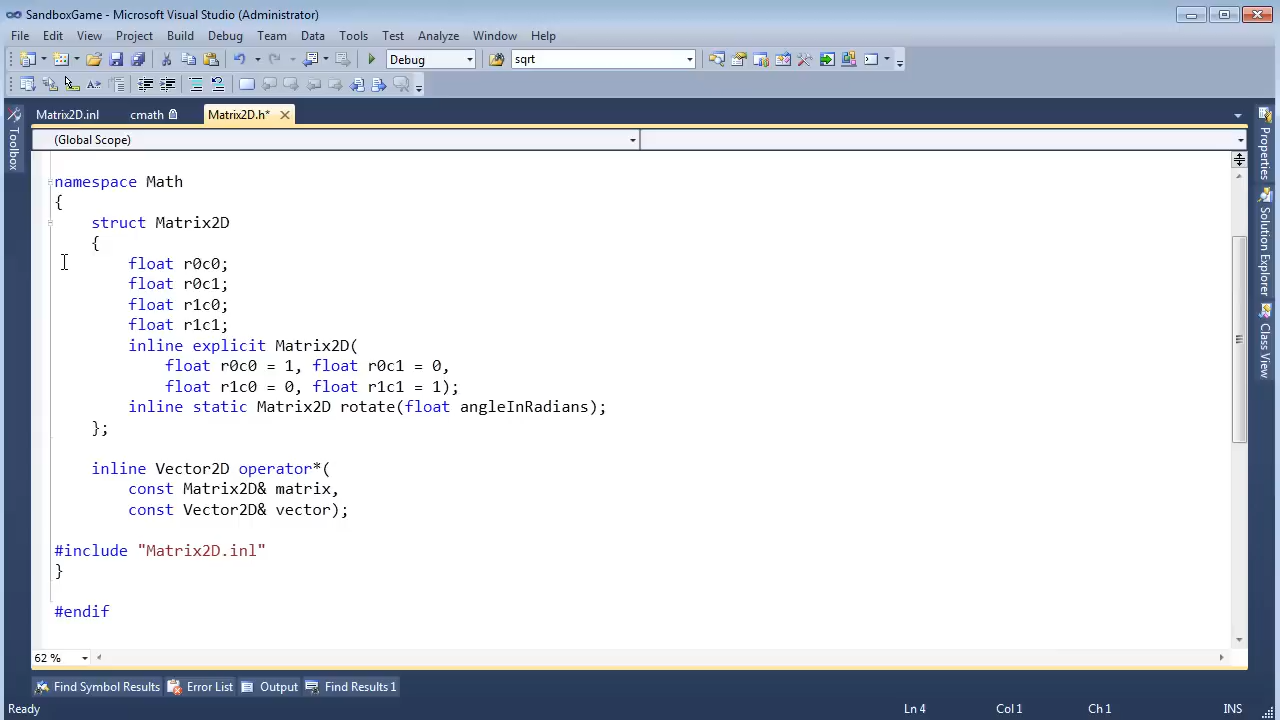 SandboxGame - Microsoft Visual Studio (Administrator)
File Edit View Project Build Debug Team Data Tools Test Analyze Window Help
Debug sqrt
Matrix2D.inl cmath Matrix2D.h*
(Global Scope)
Toolbox
Properties
Solution Explorer
Class View
namespace Math
{
struct Matrix2D
{
float r0c0;
float r0c1;
float r1c0;
float r1c1;
inline explicit Matrix2D(
float r0c0 = 1, float r0c1 = 0,
float r1c0 = 0, float r1c1 = 1);
inline static Matrix2D rotate(float angleInRadians);
};
inline Vector2D operator*(
const Matrix2D& matrix,
const Vector2D& vector);
#include "Matrix2D.inl"
}
#endif
62 %
Find Symbol Results Error List Output Find Results 1
Ready Ln 4 Col 1 Ch 1 INS